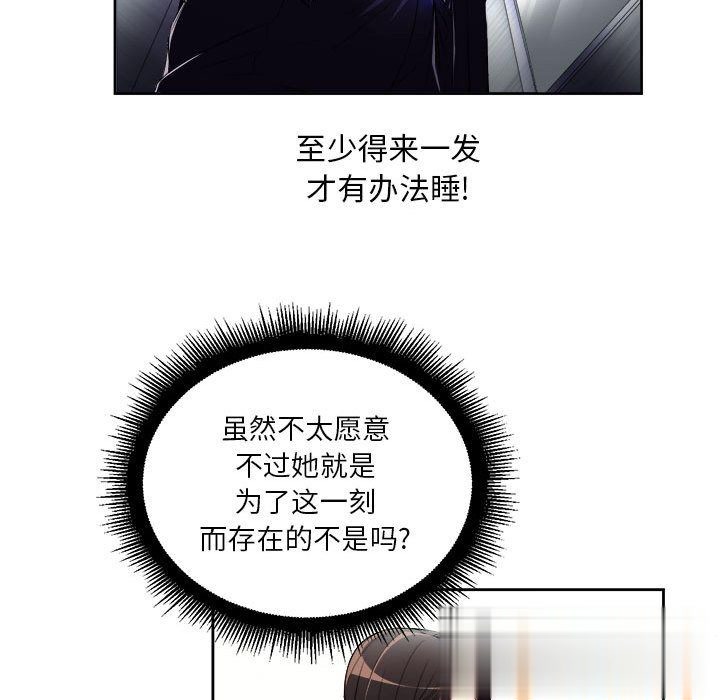 至少得来一发
才有办法睡!
虽然不太愿意
不过她就是
为了这一刻
而存在的不是吗?